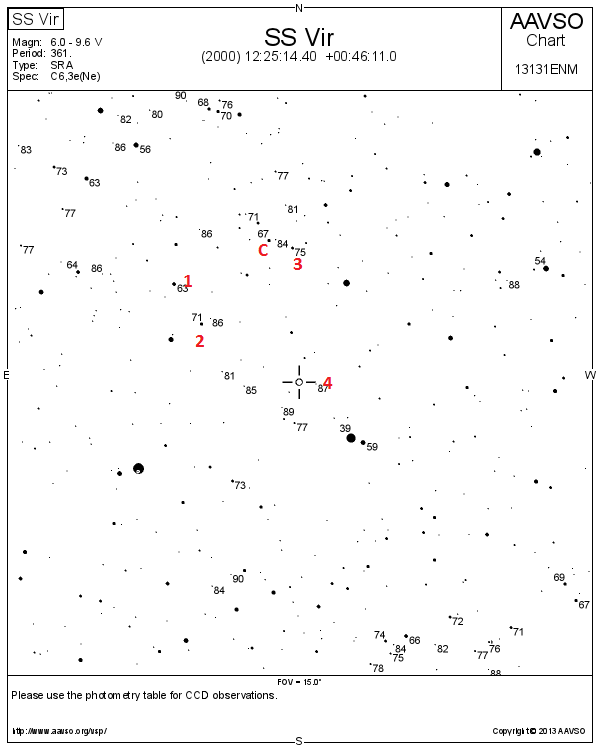 N
SS Vir
Magn: 6.0 - 9.6 V
Period: 361.
Type: SRA
Spec: C6,3e(Ne)
SS Vir
(2000) 12:25:14.40 +00:46:11.0
AAVSO
Chart
13131ENM
90
68 76
70
82 80
83 86 56
73
63
77
77
81
77
71
86 67
84
75
C
3
77
64 86
54
1
63
88
71 86
2
E
W
81
85
4
87
89
77
39
59
73
90
84
69
67
72
71
74 66
84 82 76
75 77
78
88
FOV = 15.0°
Please use the photometry table for CCD observations.
http://www.aavso.org/vsp/
Copyright © 2013 AAVSO
S